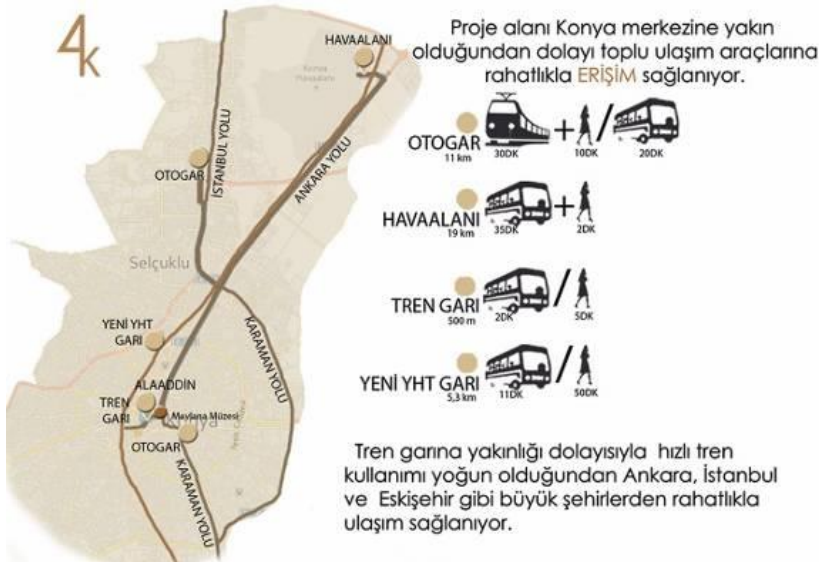 4K
Proje alanı Konya merkezine yakın
olduğundan dolayı toplu ulaşım araçlarına
rahatlıkla ERİŞİM sağlanıyor.
OTOGAR
11 km
30DK
+
10DK
/
20DK
HAVAALANI
19 km
35DK
+
2DK
TREN GARI
500 m
2DK
/
5DK
YENİ YHT GARI
5,3 km
11DK
/
50DK
Tren garına yakınlığı dolayısıyla hızlı tren
kullanımı yoğun olduğundan Ankara, İstanbul
ve Eskişehir gibi büyük şehirlerden rahatlıkla
ulaşım sağlanıyor.
HAVAALANI
Konya
Havaalanı
İSTANBUL YOLU
ANKARA YOLU
OTOGAR
Selçuklu
YENİ YHT
GARI
KARAMAN YOLU
ALAADDİN
TREN
GARI
Mavlana Müzesi
Konya
OTOGAR
KARAMAN YOLU